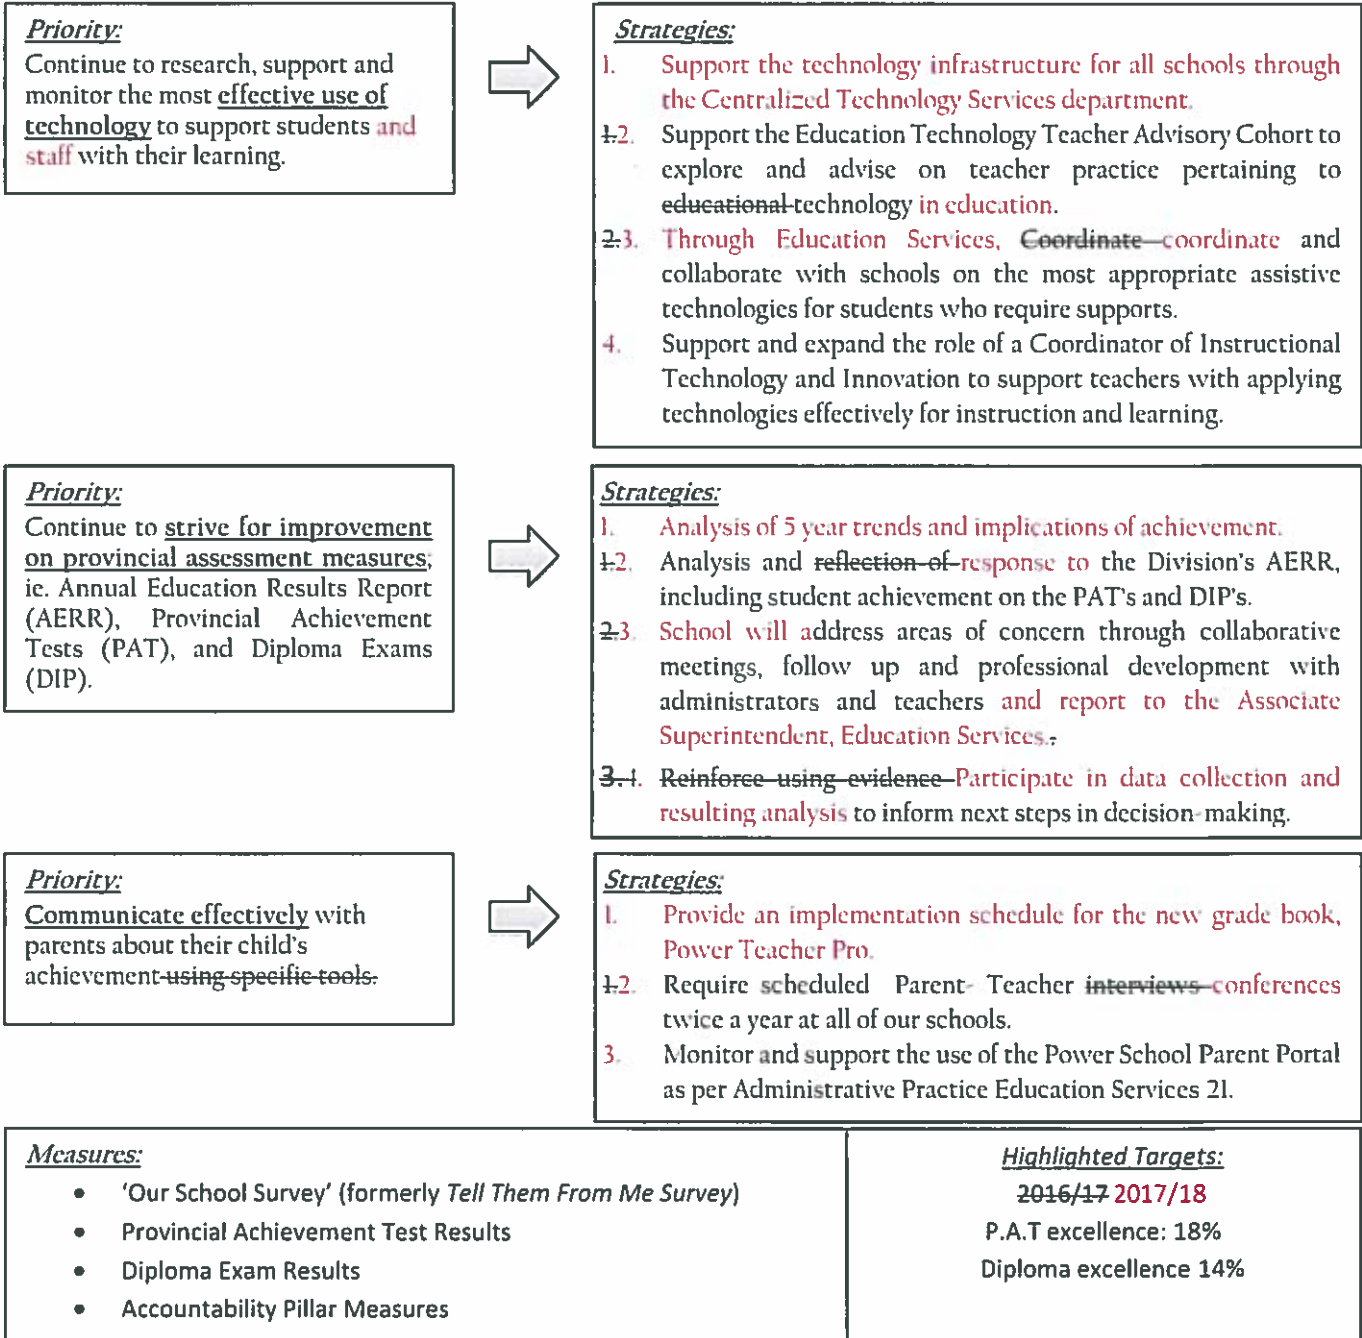 Priority:
Continue to research, support and
monitor the most effective use of
technology to support students and
staff with their learning.
Strategies:
1. Support the technology infrastructure for all schools through
the Centralized Technology Services department.
1.2. Support the Education Technology Teacher Advisory Cohort to
explore and advise on teacher practice pertaining to
educational technology in education.
2.3. Through Education Services, Coordinate coordinate and
collaborate with schools on the most appropriate assistive
technologies for students who require supports.
4. Support and expand the role of a Coordinator of Instructional
Technology and Innovation to support teachers with applying
technologies effectively for instruction and learning.
Priority:
Continue to strive for improvement
on provincial assessment measures;
ie. Annual Education Results Report
(AERR), Provincial Achievement
Tests (PAT), and Diploma Exams
(DIP).
Strategies:
1. Analysis of 5 year trends and implications of achievement.
1.2. Analysis and reflection of response to the Division's AERR,
including student achievement on the PAT's and DIP's.
2.3. School will address areas of concern through collaborative
meetings, follow up and professional development with
administrators and teachers and report to the Associate
Superintendent, Education Services..
3.4. Reinforce using evidence Participate in data collection and
resulting analysis to inform next steps in decision-making.
Priority:
Communicate effectively with
parents about their child's
achievement using specific tools.
Strategies:
1. Provide an implementation schedule for the new grade book,
Power Teacher Pro.
1.2. Require scheduled Parent- Teacher interviews conferences
twice a year at all of our schools.
3. Monitor and support the use of the Power School Parent Portal
as per Administrative Practice Education Services 21.
Measures:
• 'Our School Survey' (formerly Tell Them From Me Survey)
• Provincial Achievement Test Results
• Diploma Exam Results
• Accountability Pillar Measures
Highlighted Targets:
2016/17 2017/18
P.A.T excellence: 18%
Diploma excellence 14%